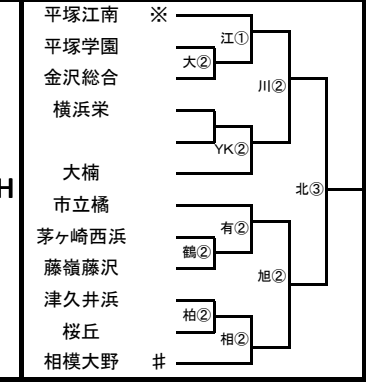 平塚江南 ※
江①
平塚学園
大②
金沢総合
川②
横浜栄
YK②
大楠
H
北③
市立橘
有②
茅ヶ崎西浜
鶴②
藤嶺藤沢
旭②
津久井浜
柏②
桜丘
相②
相模大野 ♯